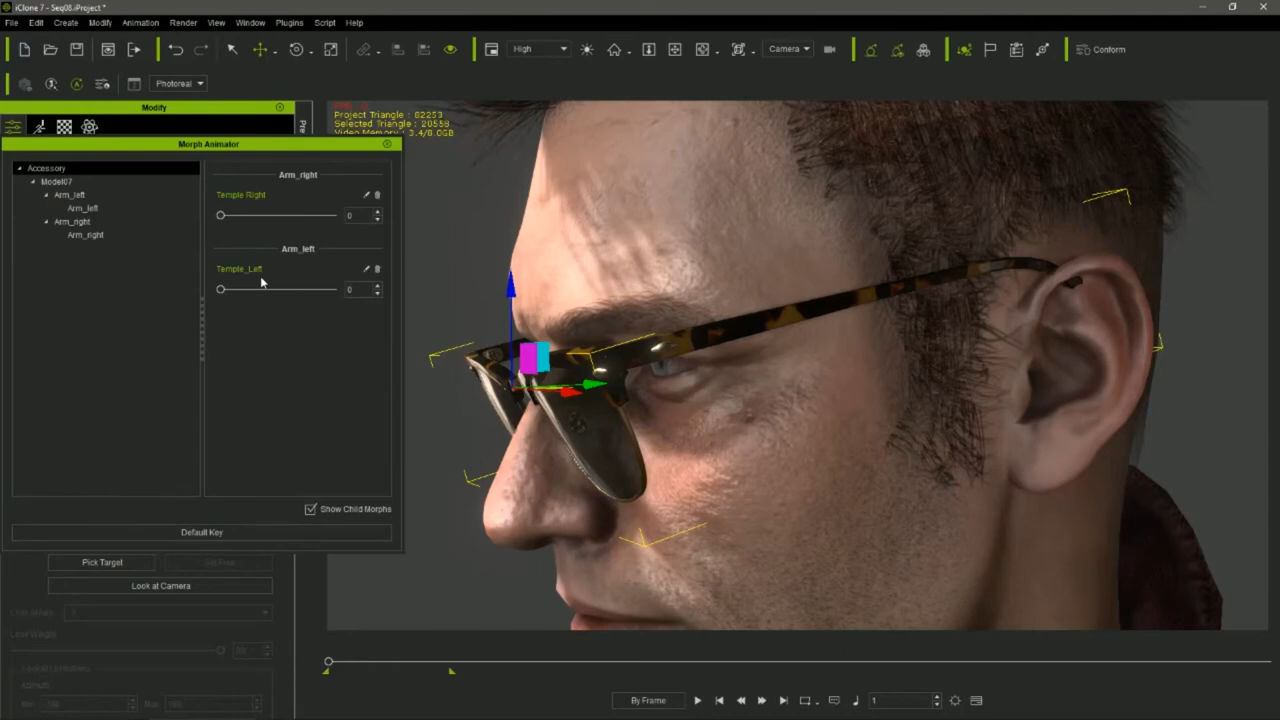 iClone 7 - Seq08.iProject *
File Edit Create Modify Animation Render View Window Plugins Script Help
High Camera Conform
Photoreal
Modify
Project Triangle : 82253
Selected Triangle : 20558
Video Memory : 3.4/8.0GB
Morph Animator
Accessory
Model07
Arm_left
Arm_left
Arm_right
Arm_right
Arm_right
Temple Right
0
Arm_left
Temple_Left
0
Show Child Morphs
Default Key
Pick Target
Look at Camera
By Frame 1